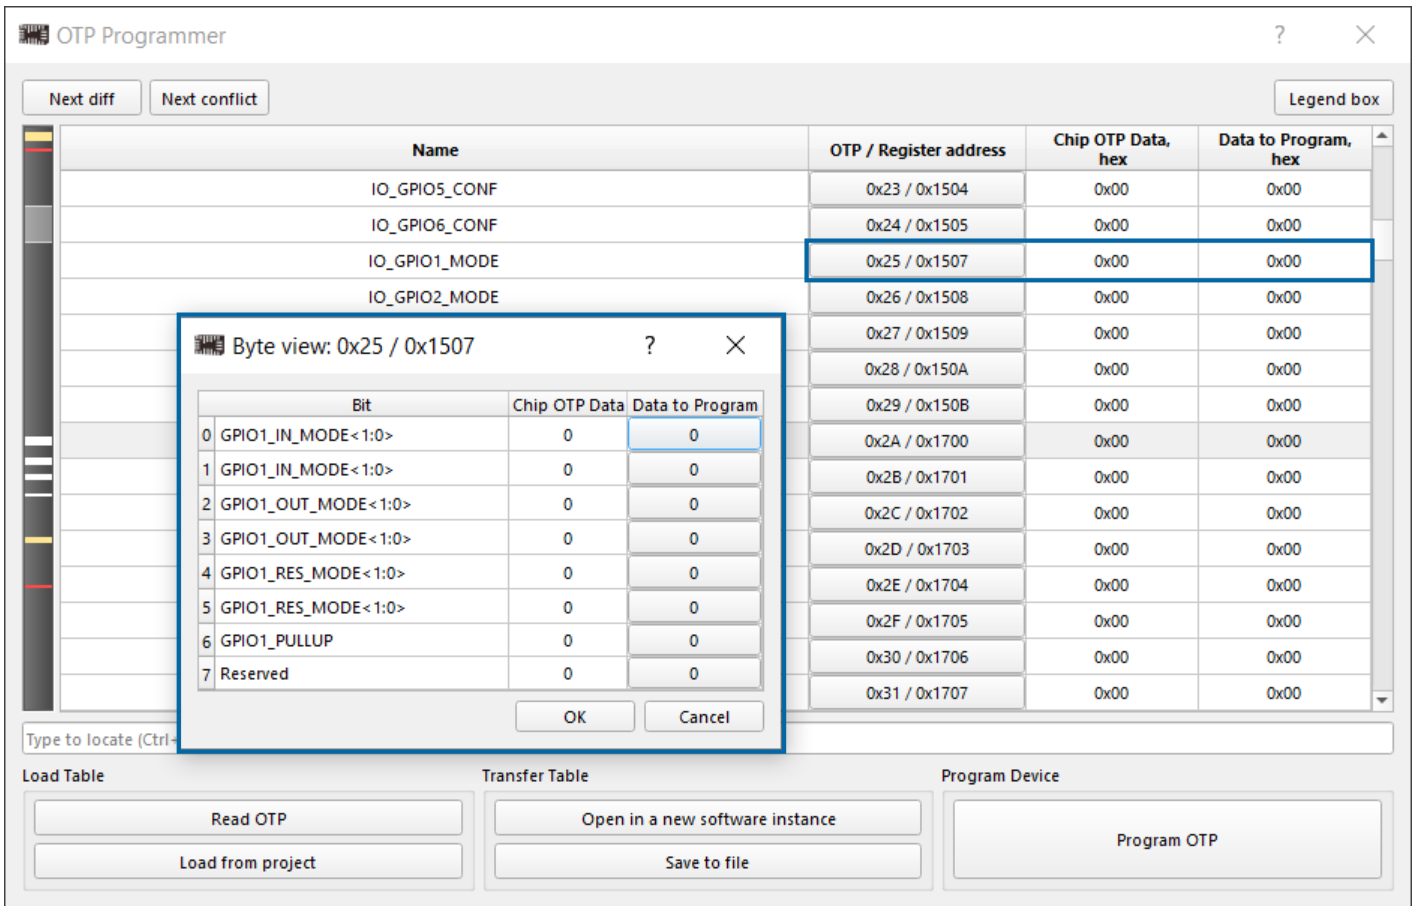 OTP Programmer ?
Next diff Next conflict Legend box
Name OTP / Register address Chip OTP Data, hex Data to Program, hex
IO_GPIO5_CONF 0x23 / 0x1504 0x00 0x00
IO_GPIO6_CONF 0x24 / 0x1505 0x00 0x00
IO_GPIO1_MODE 0x25 / 0x1507 0x00 0x00
IO_GPIO2_MODE 0x26 / 0x1508 0x00 0x00
0x27 / 0x1509 0x00 0x00
0x28 / 0x150A 0x00 0x00
0x29 / 0x150B 0x00 0x00
0x2A / 0x1700 0x00 0x00
0x2B / 0x1701 0x00 0x00
0x2C / 0x1702 0x00 0x00
0x2D / 0x1703 0x00 0x00
0x2E / 0x1704 0x00 0x00
0x2F / 0x1705 0x00 0x00
0x30 / 0x1706 0x00 0x00
0x31 / 0x1707 0x00 0x00
Byte view: 0x25 / 0x1507 ?
Bit Chip OTP Data Data to Program
0 GPIO1_IN_MODE<1:0> 0 0
1 GPIO1_IN_MODE<1:0> 0 0
2 GPIO1_OUT_MODE<1:0> 0 0
3 GPIO1_OUT_MODE<1:0> 0 0
4 GPIO1_RES_MODE<1:0> 0 0
5 GPIO1_RES_MODE<1:0> 0 0
6 GPIO1_PULLUP 0 0
7 Reserved 0 0
OK Cancel
Type to locate (Ctrl+
Load Table Transfer Table Program Device
Read OTP Open in a new software instance Program OTP
Load from project Save to file